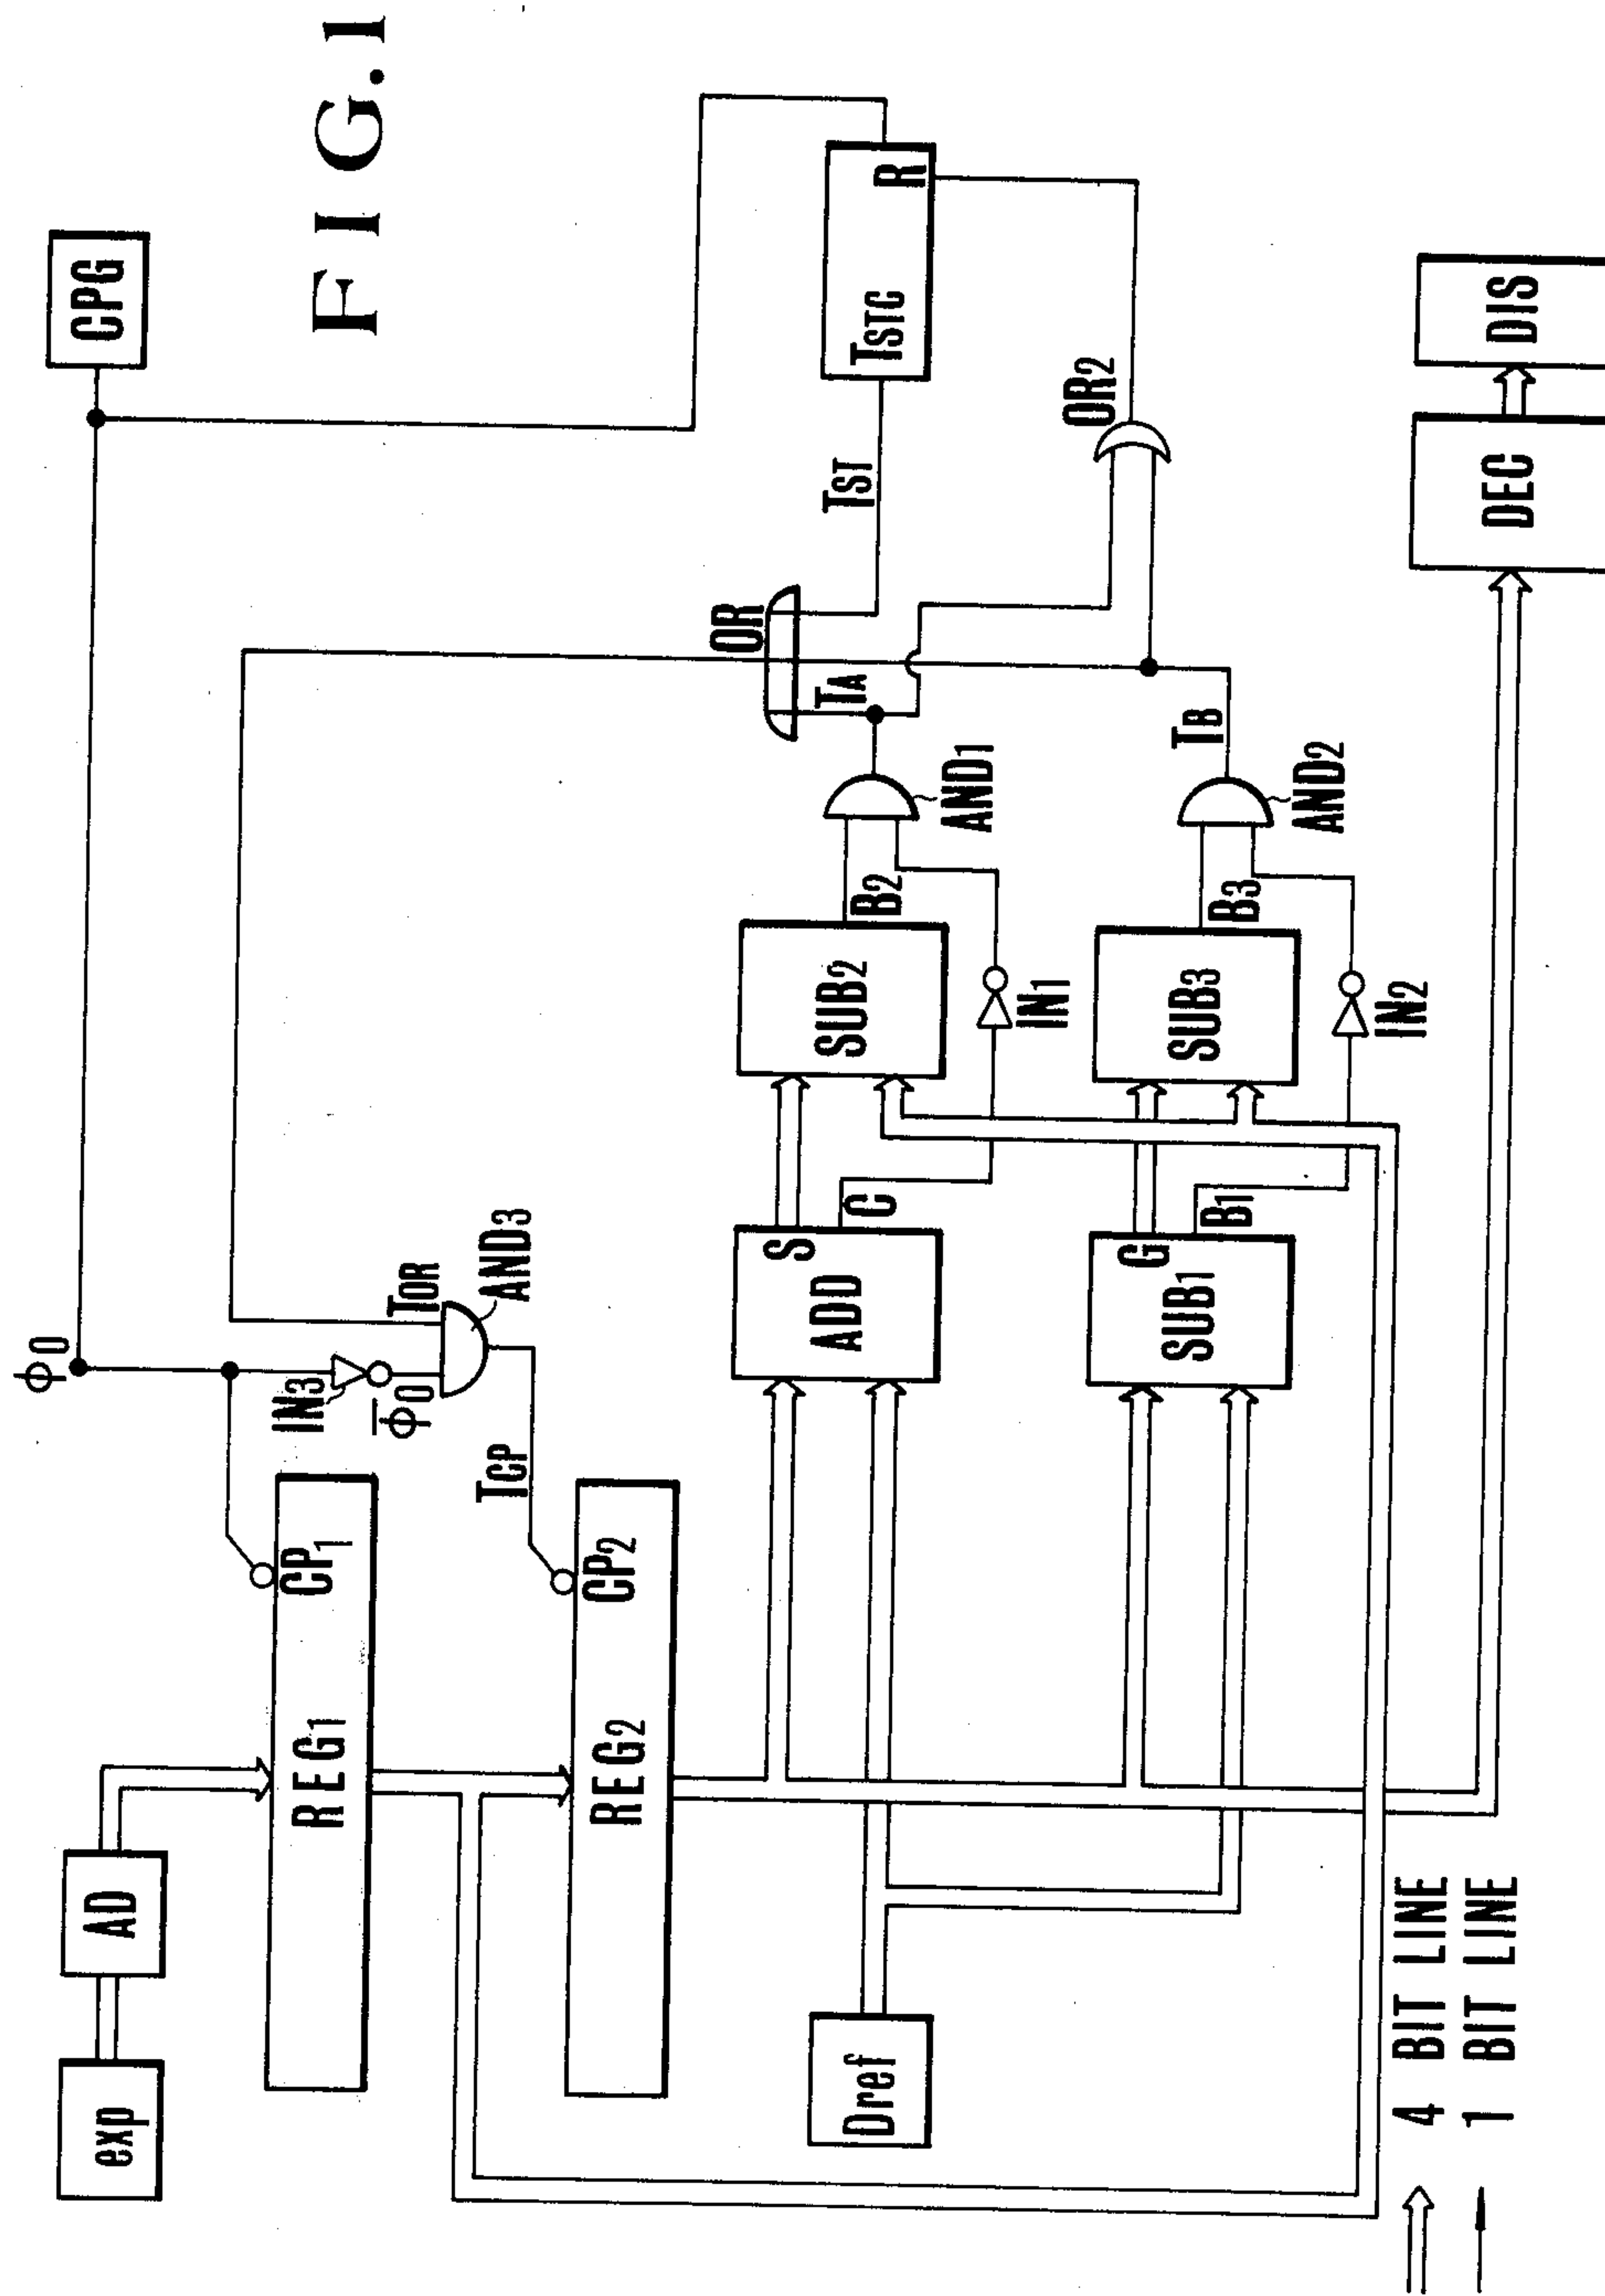 FIG.1
CPG
φ0
exp
AD
IN3
φ̅0
REG1
CP1
TOR
AND3
TCP
REG2
CP2
OR
TST
TSTC
R
TA
Dref
ADD
S
C
SUB2
B2
AND1
IN1
OR2
SUB1
G
B1
SUB3
B3
TB
AND2
IN2
DEC
DIS
4 BIT LINE
1 BIT LINE